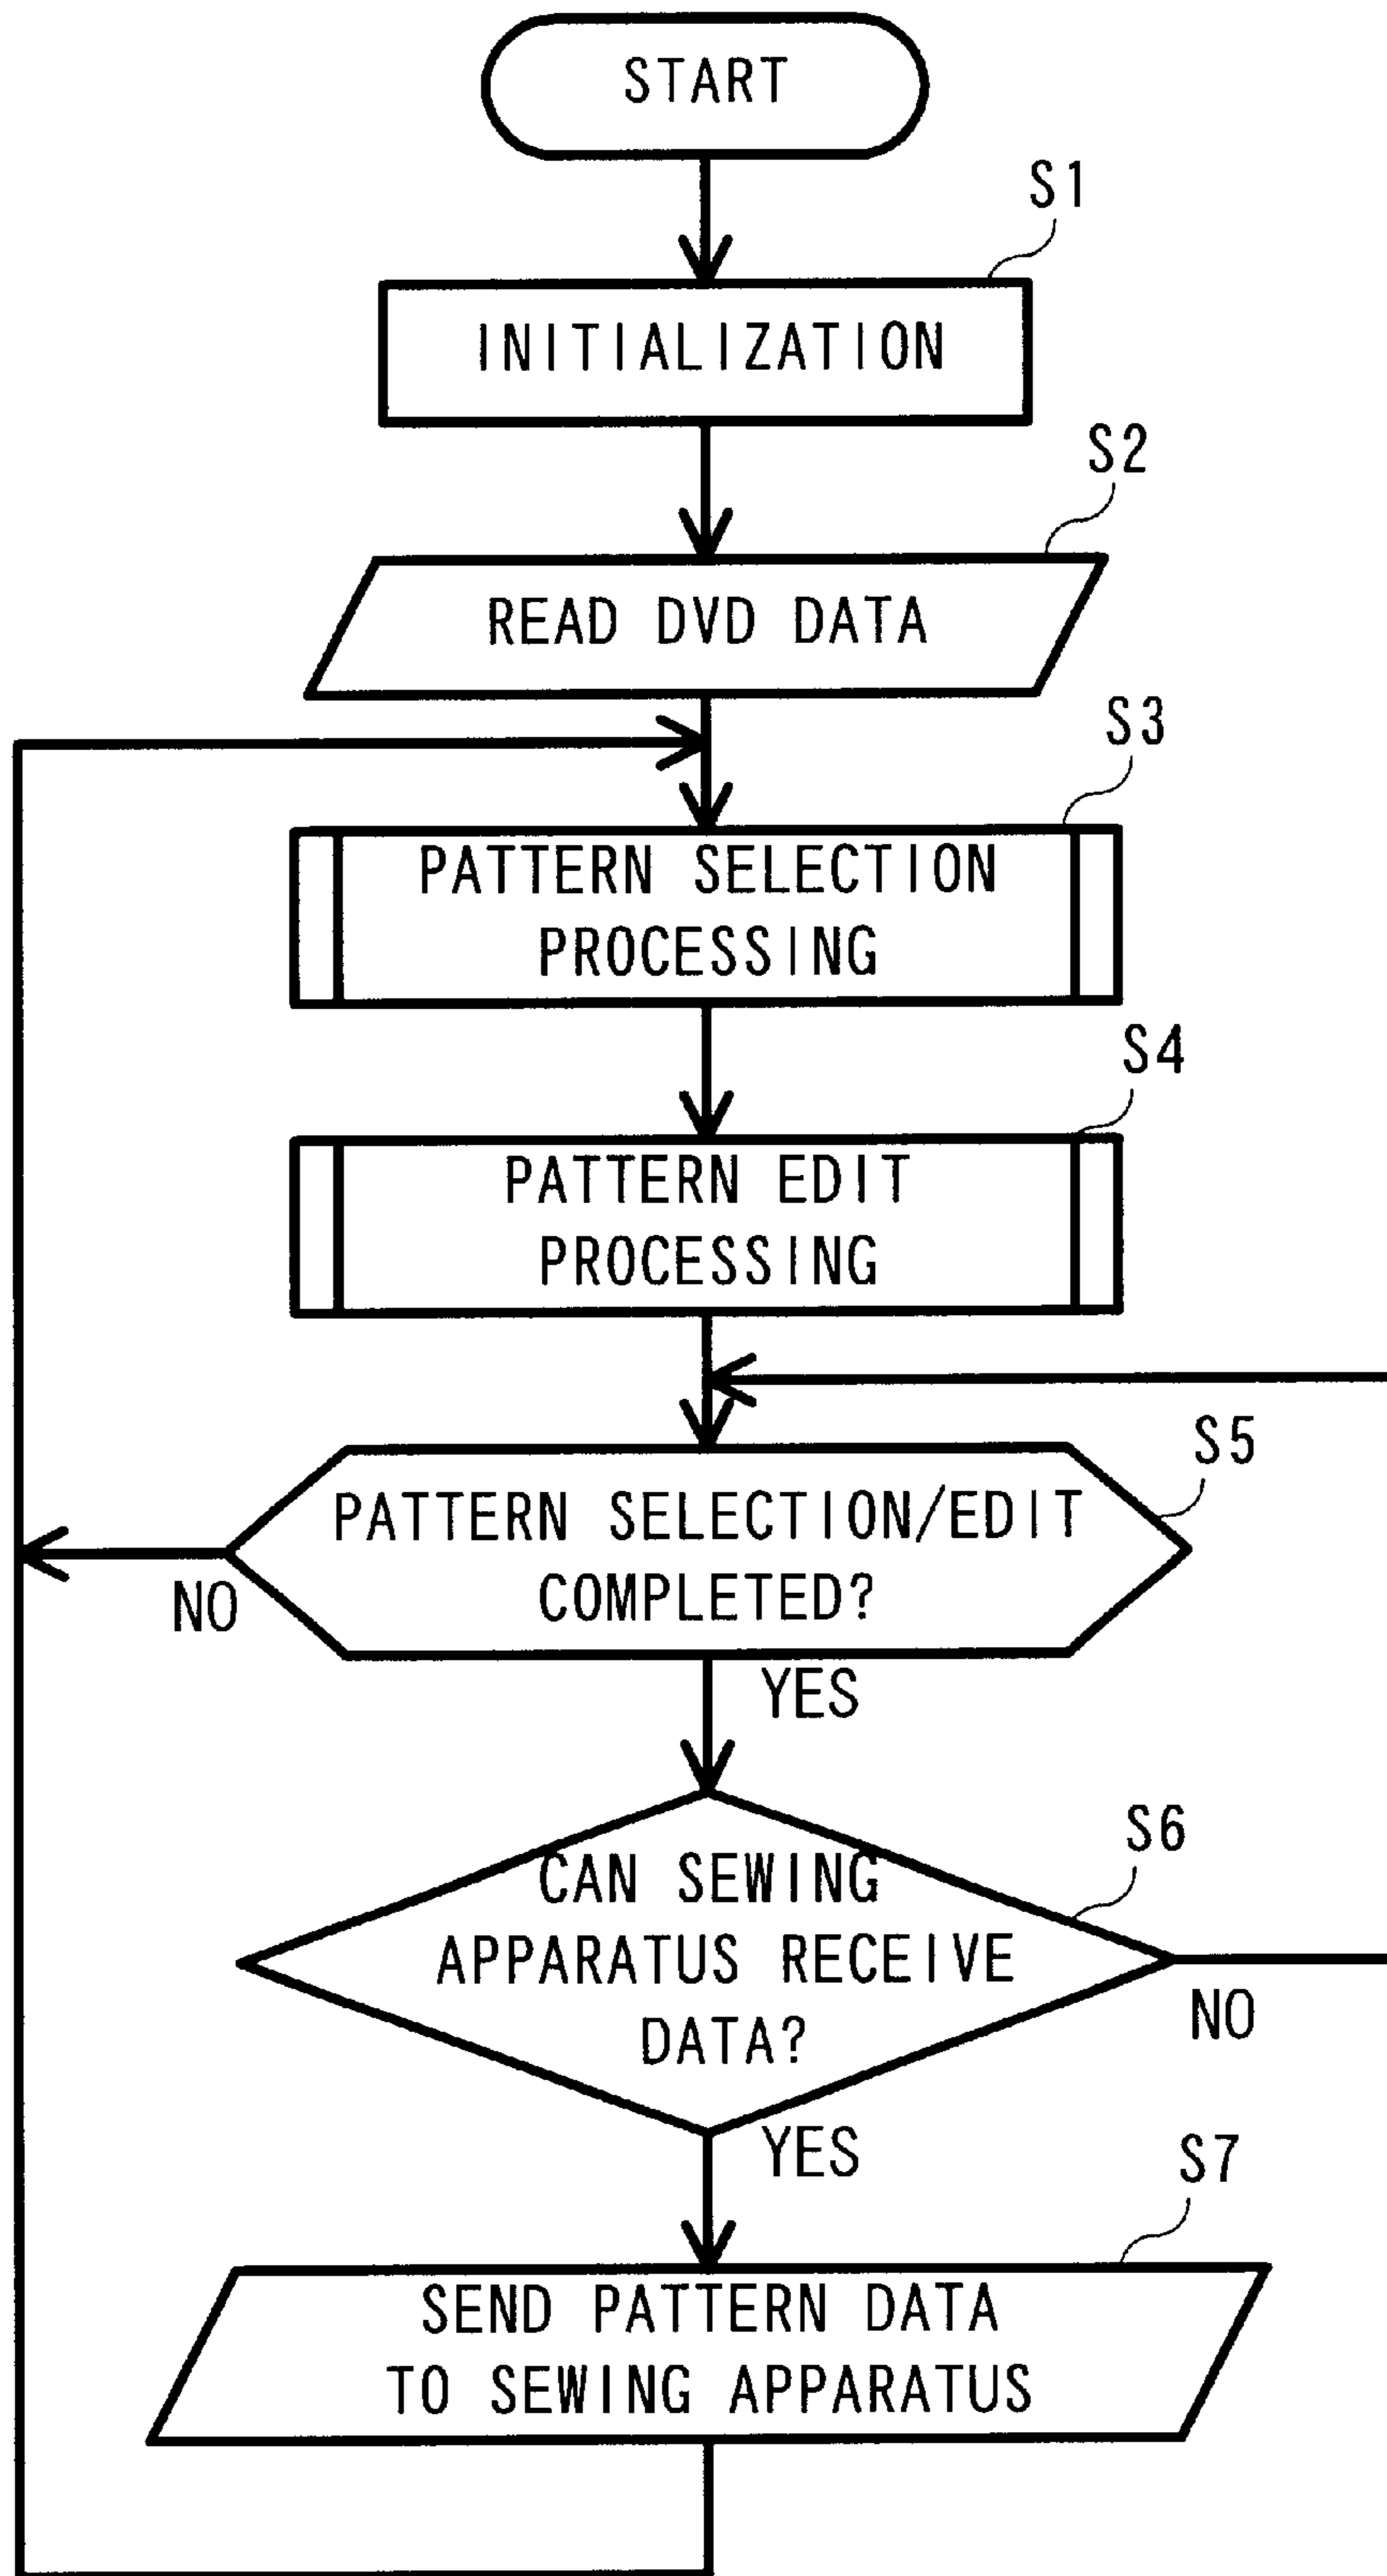 START
S1
INITIALIZATION
S2
READ DVD DATA
S3
PATTERN SELECTION
PROCESSING
S4
PATTERN EDIT
PROCESSING
S5
PATTERN SELECTION/EDIT
COMPLETED?
NO
YES
S6
CAN SEWING
APPARATUS RECEIVE
DATA?
NO
YES
S7
SEND PATTERN DATA
TO SEWING APPARATUS